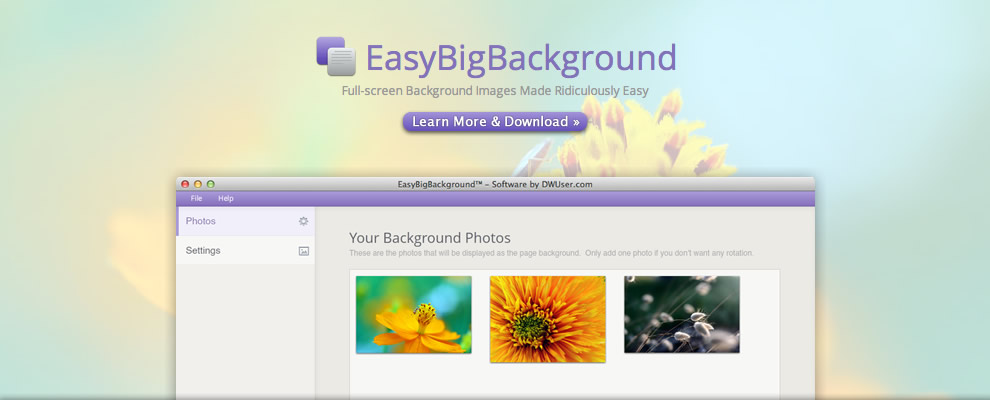 EasyBigBackground
Full-screen Background Images Made Ridiculously Easy
Learn More & Download »
EasyBigBackground™ – Software by DWUser.com
File Help
Photos
Settings
Your Background Photos
These are the photos that will be displayed as the page background. Only add one photo if you don't want any rotation.